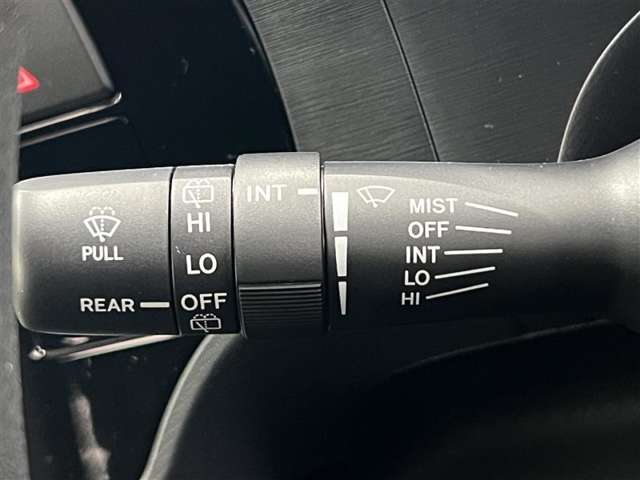 PULL
REAR
HI
LO
OFF
INT
MIST
OFF
INT
LO
HI